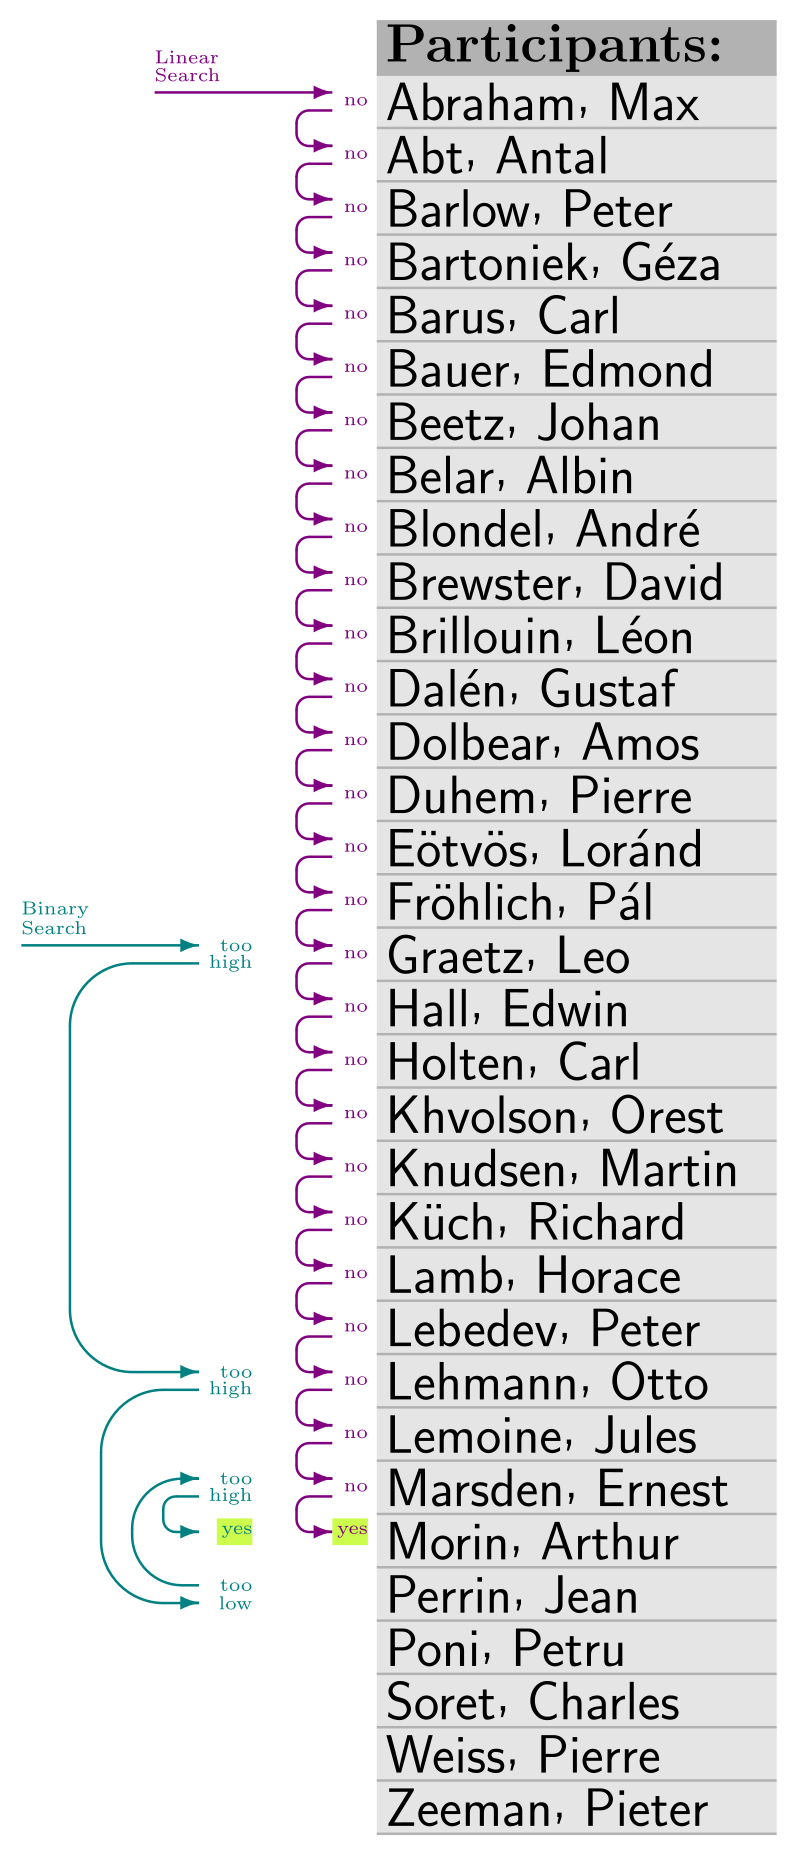 Participants:
Linear
Search
no Abraham, Max
no Abt, Antal
no Barlow, Peter
no Bartoniek, Géza
no Barus, Carl
no Bauer, Edmond
no Beetz, Johan
no Belar, Albin
no Blondel, André
no Brewster, David
no Brillouin, Léon
no Dalén, Gustaf
no Dolbear, Amos
no Duhem, Pierre
no Eötvös, Loránd
no Fröhlich, Pál
Binary
Search
too
high
no Graetz, Leo
no Hall, Edwin
no Holten, Carl
no Khvolson, Orest
no Knudsen, Martin
no Küch, Richard
no Lamb, Horace
no Lebedev, Peter
too
high
no Lehmann, Otto
no Lemoine, Jules
too
high
no Marsden, Ernest
yes yes Morin, Arthur
too
low
Perrin, Jean
Poni, Petru
Soret, Charles
Weiss, Pierre
Zeeman, Pieter